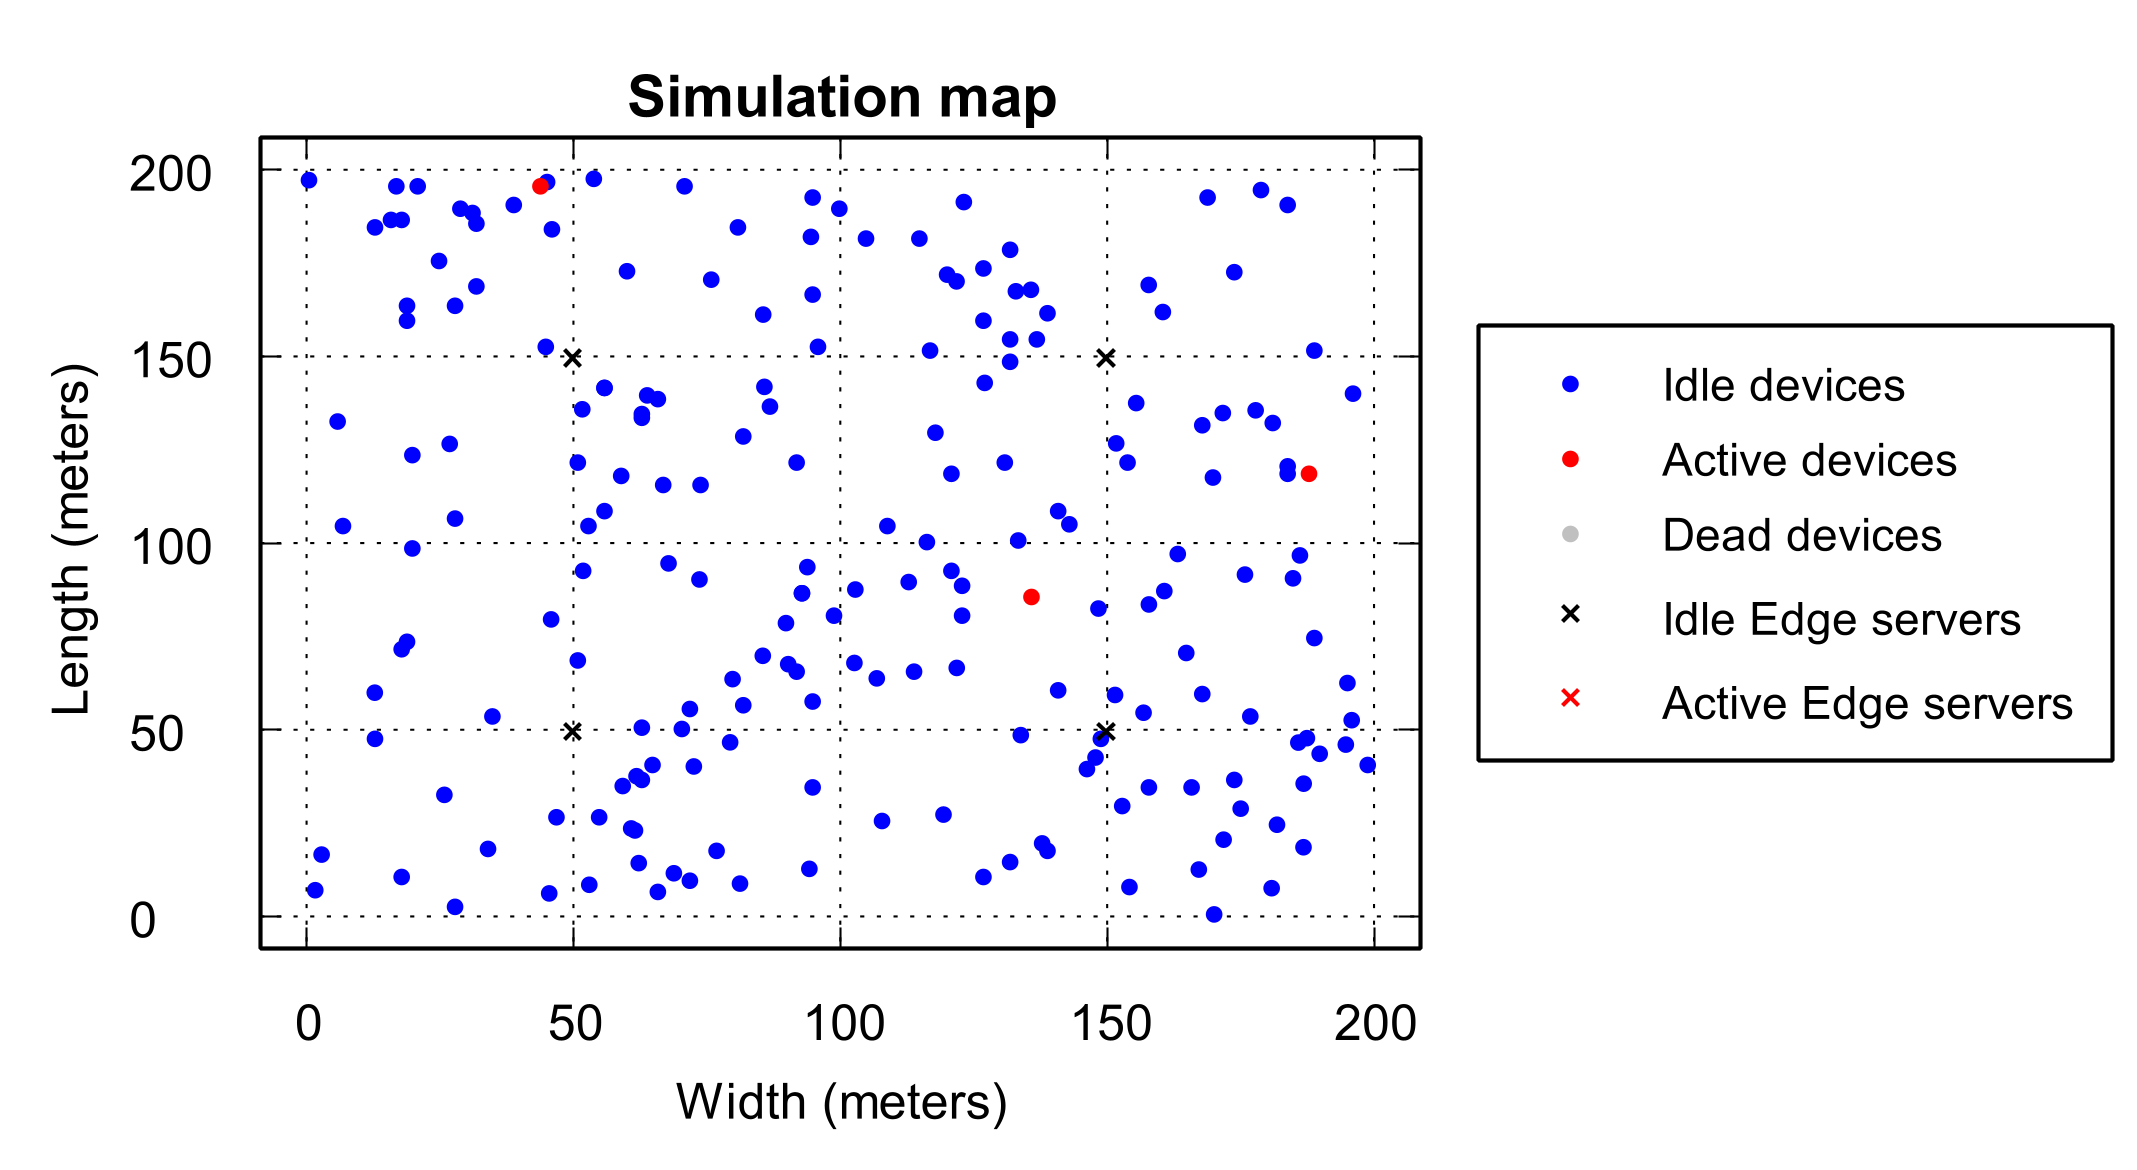 Simulation map
200
150
100
50
0
Length (meters)
0 50 100 150 200
Width (meters)
Idle devices
Active devices
Dead devices
Idle Edge servers
Active Edge servers